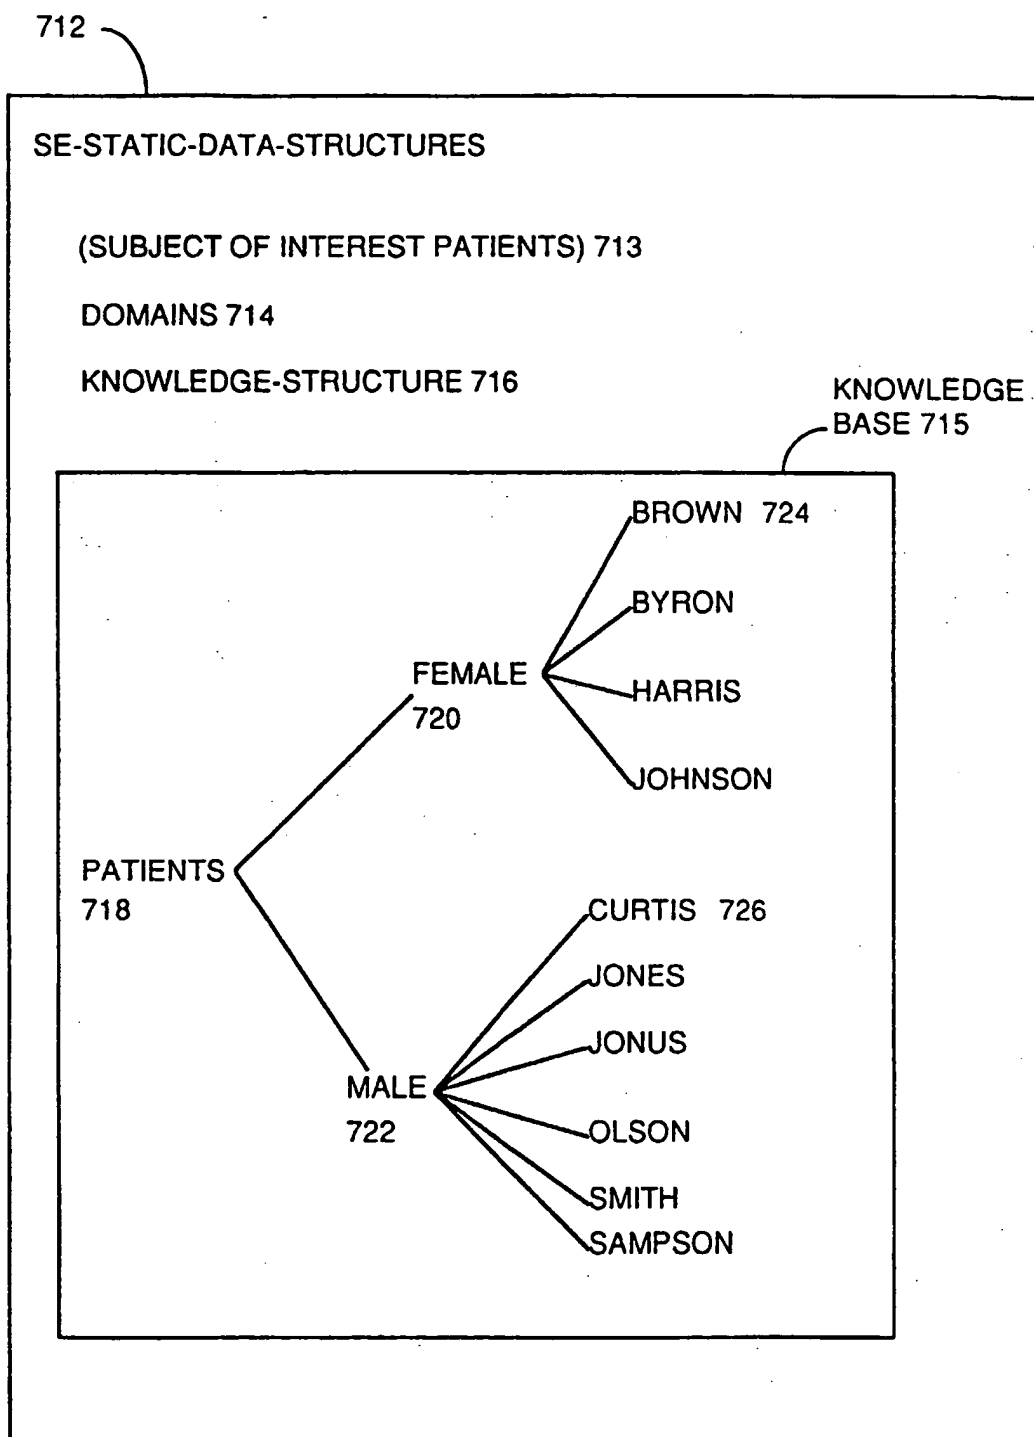 712
SE-STATIC-DATA-STRUCTURES
(SUBJECT OF INTEREST PATIENTS) 713
DOMAINS 714
KNOWLEDGE-STRUCTURE 716
KNOWLEDGE
BASE 715
BROWN 724
BYRON
FEMALE
720
HARRIS
JOHNSON
PATIENTS
718
CURTIS 726
JONES
JONUS
MALE
722
OLSON
SMITH
SAMPSON